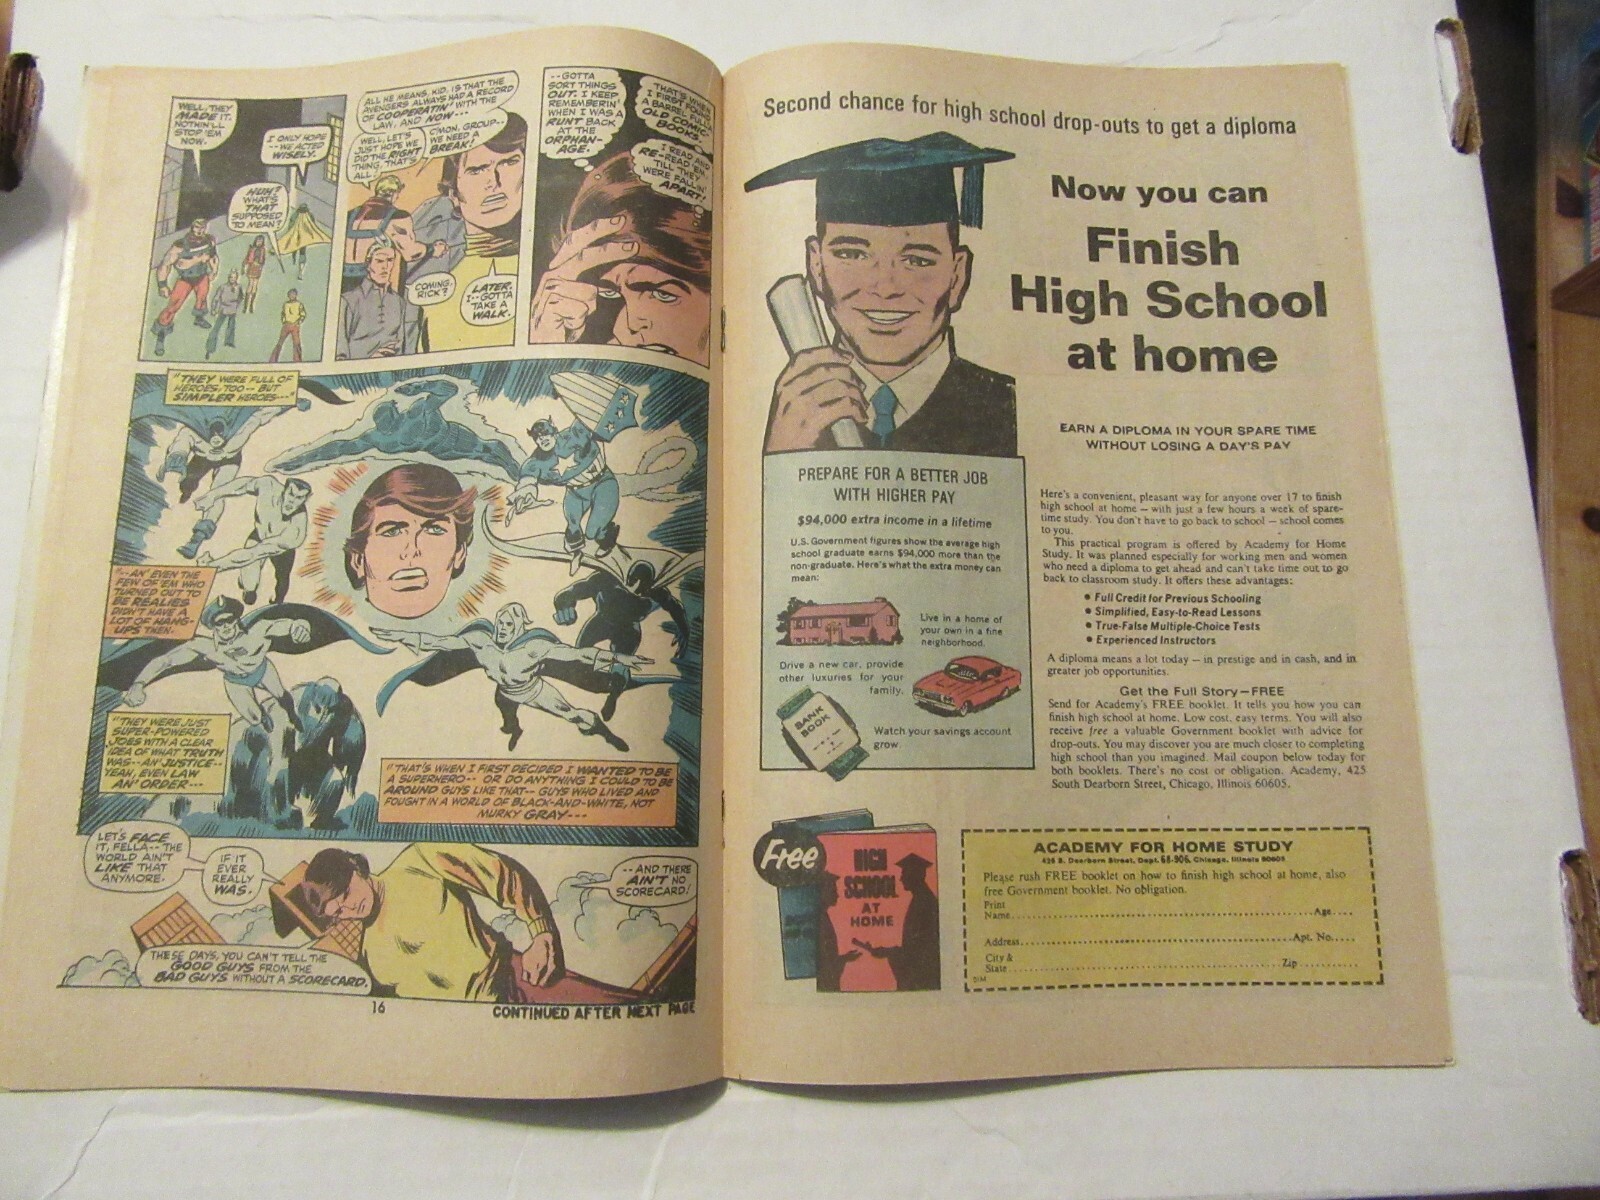 WELL, THEY
MADE IT.
NOTHIN'LL
STOP 'EM
NOW.
I ONLY HOPE
--WE ACTED
WISELY.
HUH?
WHAT'S
THAT
SUPPOSED
TO MEAN?
ALL HE MEANS, KID, IS THAT THE
AVENGERS ALWAYS HAD A RECORD
OF COOPERATIN' WITH THE
LAW, AND NOW--
WELL, LET'S
JUST HOPE WE
DID THE RIGHT
THING, THAT'S
ALL!
C'MON, GROUP--
WE NEED A
BREAK!
COMING,
RICK?
LATER.
I--GOTTA
TAKE A
WALK.
--GOTTA
SORT THINGS
OUT. I KEEP
REMEMBERIN'
WHEN I WAS A
RUNT BACK
AT THE
ORPHAN-
AGE.
THAT'S WHEN
I FIRST FOUND
A BARREL FULL
OLD COMIC-
BOOKS.
I READ AND
RE-READ 'EM
TILL THEY
WERE FALLIN'
APART!
"THEY WERE FULL OF
HEROES, TOO-- BUT
SIMPLER HEROES---"
"--AN' EVEN THE
FEW OF 'EM WHO
TURNED OUT TO
BE REALIES
DIDN'T HAVE A
LOT OF HANG-
UPS THEN.
"THEY WERE JUST
SUPER-POWERED
JOES WITH A CLEAR
IDEA OF WHAT TRUTH
WAS--AN' JUSTICE--
YEAH, EVEN LAW
AN' ORDER---
"THAT'S WHEN I FIRST DECIDED I WANTED TO BE
A SUPERHERO-- OR DO ANYTHING I COULD TO BE
AROUND GUYS LIKE THAT-- GUYS WHO LIVED AND
FOUGHT IN A WORLD OF BLACK-AND-WHITE, NOT
MURKY GRAY---
LET'S FACE
IT, FELLA--THE
WORLD AIN'T
LIKE THAT
ANYMORE.
IF IT
EVER
REALLY
WAS.
THESE DAYS, YOU CAN'T TELL THE
GOOD GUYS FROM THE
BAD GUYS WITHOUT A SCORECARD.
--AND THERE
AIN'T NO
SCORECARD!
16
CONTINUED AFTER NEXT PAGE
Second chance for high school drop-outs to get a diploma
Now you can
Finish
High School
at home
EARN A DIPLOMA IN YOUR SPARE TIME
WITHOUT LOSING A DAY'S PAY
PREPARE FOR A BETTER JOB
WITH HIGHER PAY
$94,000 extra income in a lifetime
U.S. Government figures show the average high
school graduate earns $94,000 more than the
non-graduate. Here's what the extra money can
mean:
Live in a home of
your own in a fine
neighborhood.
Drive a new car, provide
other luxuries for your
family.
BANK
BOOK
Watch your savings account
grow.
Here's a convenient, pleasant way for anyone over 17 to finish
high school at home — with just a few hours a week of spare-
time study. You don't have to go back to school — school comes
to you.
This practical program is offered by Academy for Home
Study. It was planned especially for working men and women
who need a diploma to get ahead and can't take time out to go
back to classroom study. It offers these advantages:
• Full Credit for Previous Schooling
• Simplified, Easy-to-Read Lessons
• True-False Multiple-Choice Tests
• Experienced Instructors
A diploma means a lot today — in prestige and in cash, and in
greater job opportunities.
Get the Full Story—FREE
Send for Academy's FREE booklet. It tells you how you can
finish high school at home. Low cost, easy terms. You will also
receive free a valuable Government booklet with advice for
drop-outs. You may discover you are much closer to completing
high school than you imagined. Mail coupon below today for
both booklets. There's no cost or obligation. Academy, 425
South Dearborn Street, Chicago, Illinois 60605.
Free
HIGH
SCHOOL
AT
HOME
ACADEMY FOR HOME STUDY
425 S. Dearborn Street, Dept. 68-906, Chicago, Illinois 60605
Please rush FREE booklet on how to finish high school at home, also
free Government booklet. No obligation.
Print
Name Age
Address Apt. No.
City &
State Zip